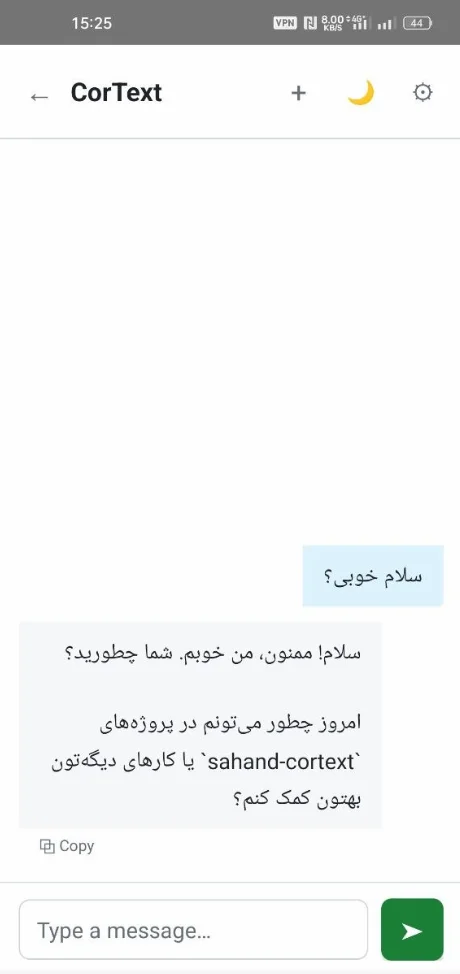 15:25
VPN N 8.00 KB/S 4G 44
← CorText + 🌙
سلام خوبی؟
سلام! ممنون، من خوبم. شما چطورید؟
امروز چطور می‌تونم در پروژه‌های
`sahand-cortext` یا کارهای دیگه‌تون
بهتون کمک کنم؟
Copy
Type a message...